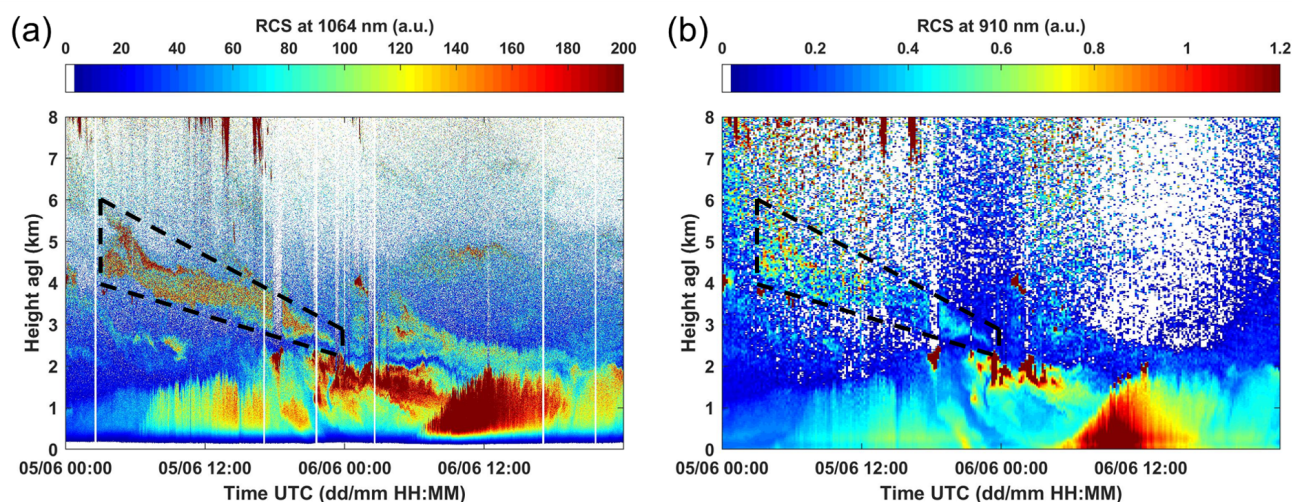 (a)
RCS at 1064 nm (a.u.)
0 20 40 60 80 100 120 140 160 180 200
8
7
6
5
4
3
2
1
0
Height agl (km)
05/06 00:00 05/06 12:00 06/06 00:00 06/06 12:00
Time UTC (dd/mm HH:MM)
(b)
RCS at 910 nm (a.u.)
0 0.2 0.4 0.6 0.8 1 1.2
8
7
6
5
4
3
2
1
0
Height agl (km)
05/06 00:00 05/06 12:00 06/06 00:00 06/06 12:00
Time UTC (dd/mm HH:MM)